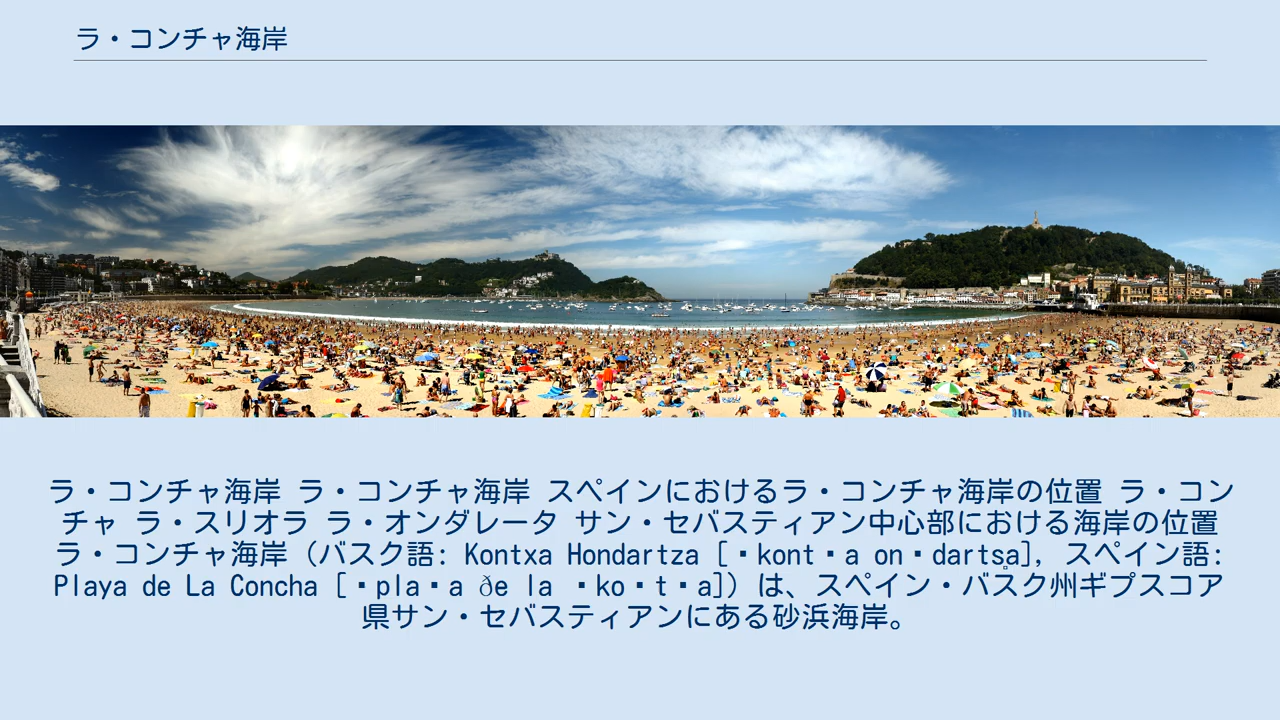 ラ・コンチャ海岸
ラ・コンチャ海岸 ラ・コンチャ海岸 スペインにおけるラ・コンチャ海岸の位置 ラ・コン
チャ ラ・スリオラ ラ・オンダレータ サン・セバスティアン中心部における海岸の位置
ラ・コンチャ海岸（バスク語: Kontxa Hondartza [▪kont▪a on▪darts̻a], スペイン語:
Playa de La Concha [▪pla▪a ðe la ▪ko▪t▪a]）は、スペイン・バスク州ギプスコア
県サン・セバスティアンにある砂浜海岸。